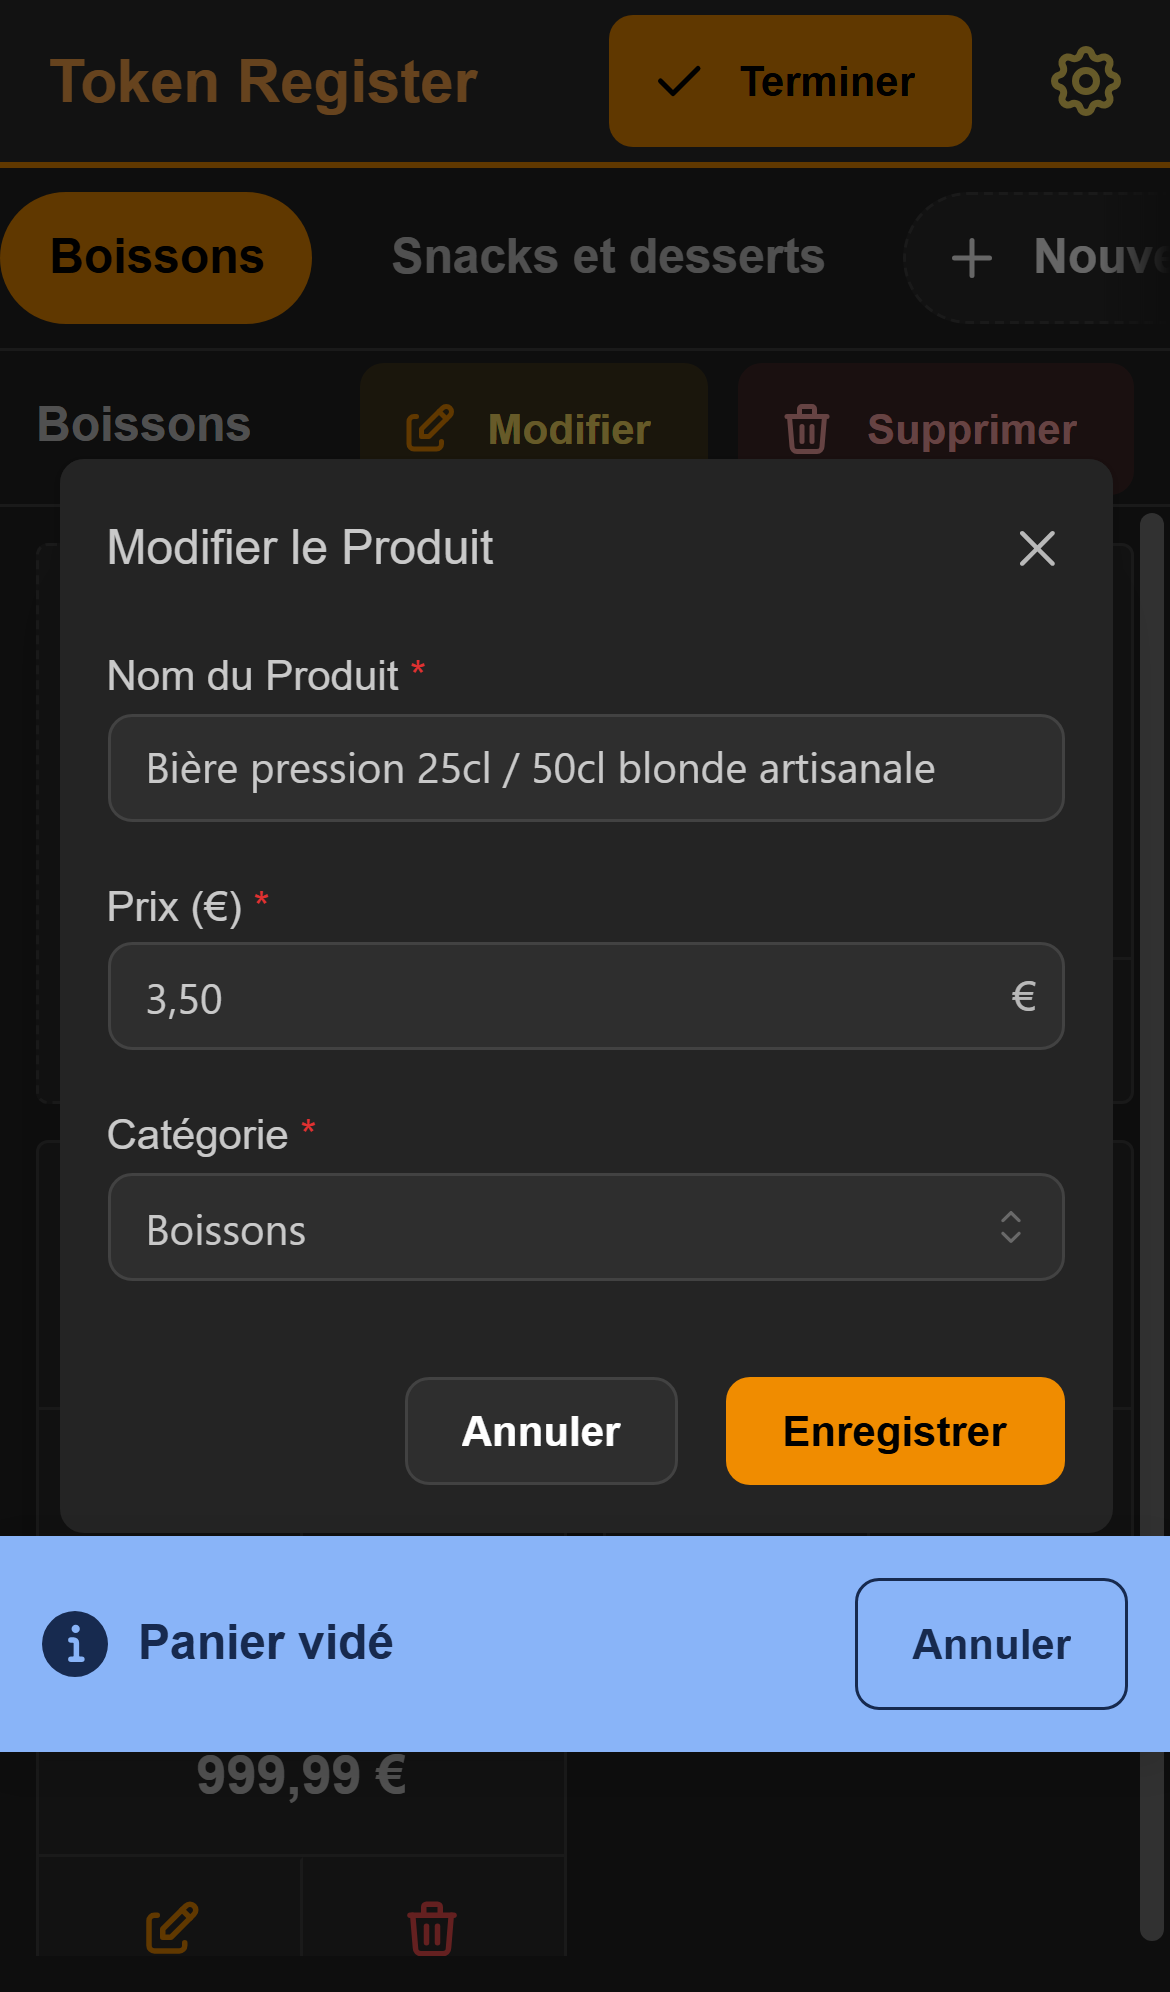 Token Register
Terminer
Boissons
Snacks et desserts
Boissons
Modifier
Supprimer
Modifier le Produit
Nom du Produit *
Bière pression 25cl / 50cl blonde artisanale
Prix (€) *
3,50 €
Catégorie *
Boissons
Annuler
Enregistrer
Panier vidé
Annuler
999,99 €